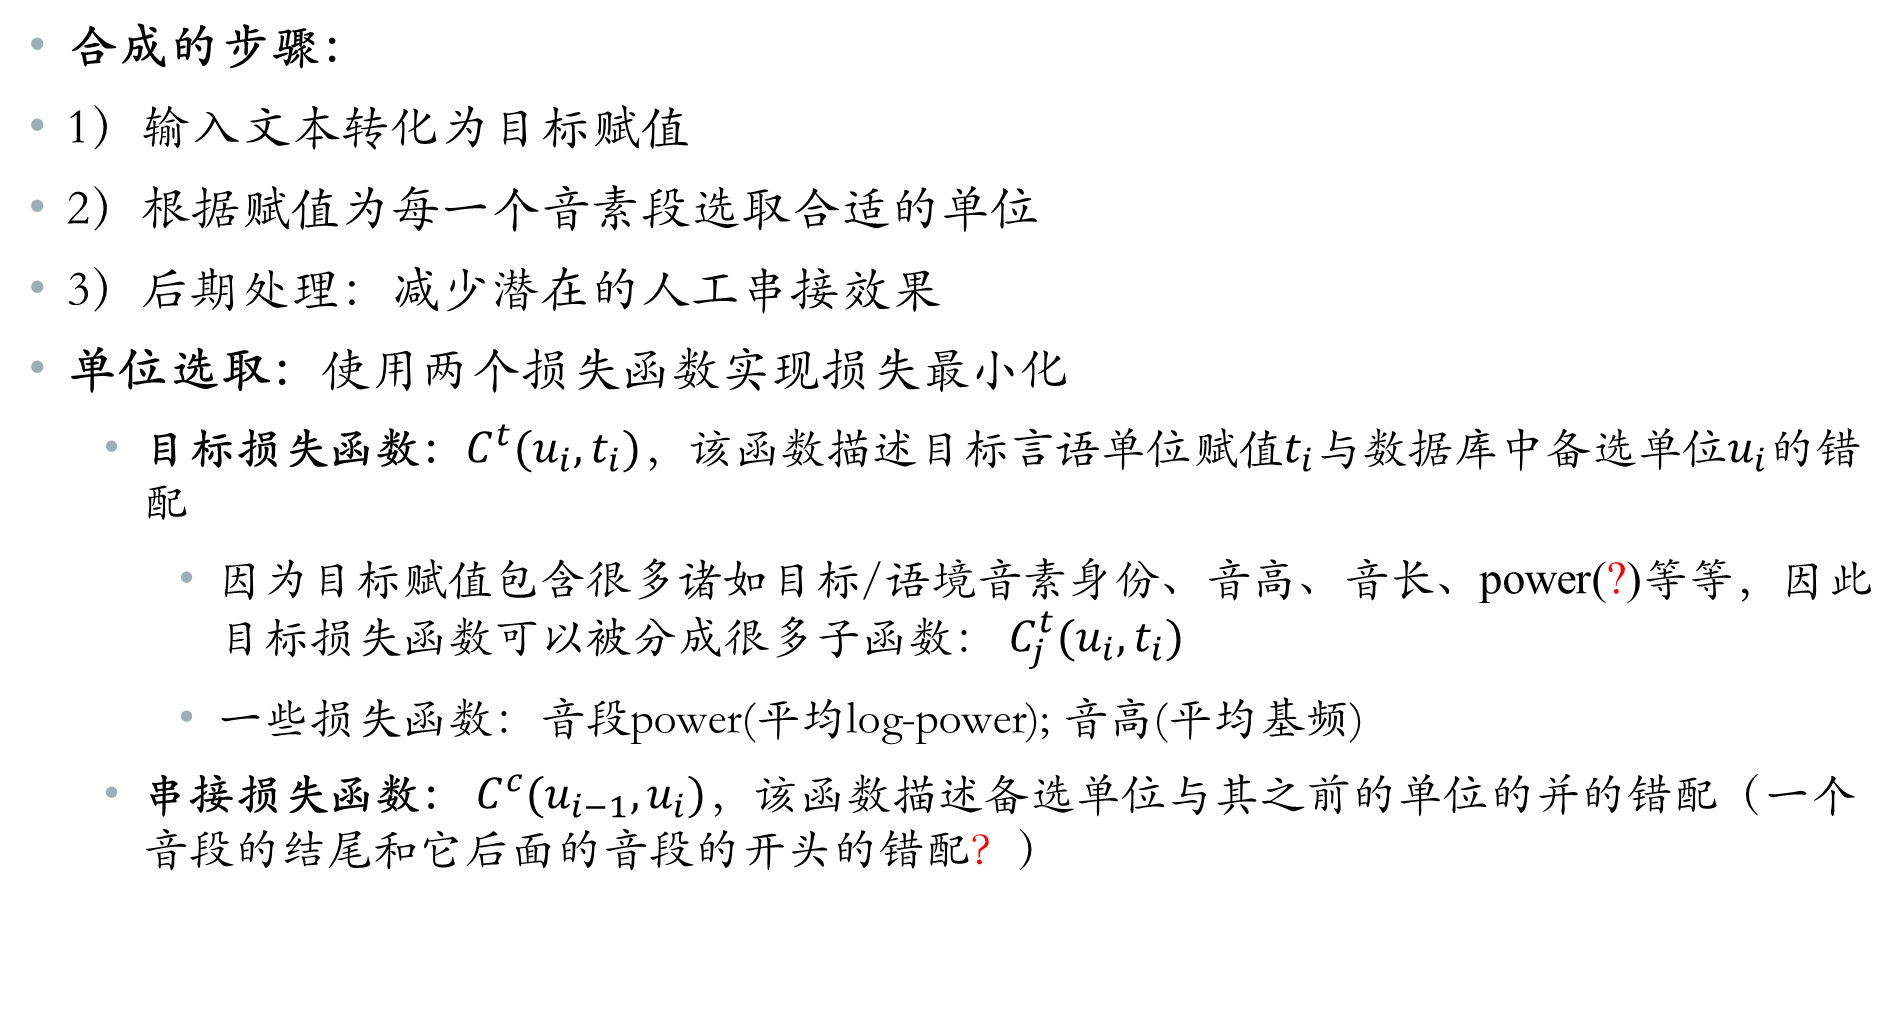 • 合成的步骤：
• 1）输入文本转化为目标赋值
• 2）根据赋值为每一个音素段选取合适的单位
• 3）后期处理：减少潜在的人工串接效果
• 单位选取：使用两个损失函数实现损失最小化
• 目标损失函数：Cᵗ(uᵢ, tᵢ)，该函数描述目标言语单位赋值tᵢ与数据库中备选单位uᵢ的错
配
• 因为目标赋值包含很多诸如目标/语境音素身份、音高、音长、power(?)等等，因此
目标损失函数可以被分成很多子函数： Cⱼᵗ(uᵢ, tᵢ)
• 一些损失函数：音段power(平均log-power); 音高(平均基频)
• 串接损失函数： Cᶜ(uᵢ₋₁, uᵢ)，该函数描述备选单位与其之前的单位的并的错配（一个
音段的结尾和它后面的音段的开头的错配? ）